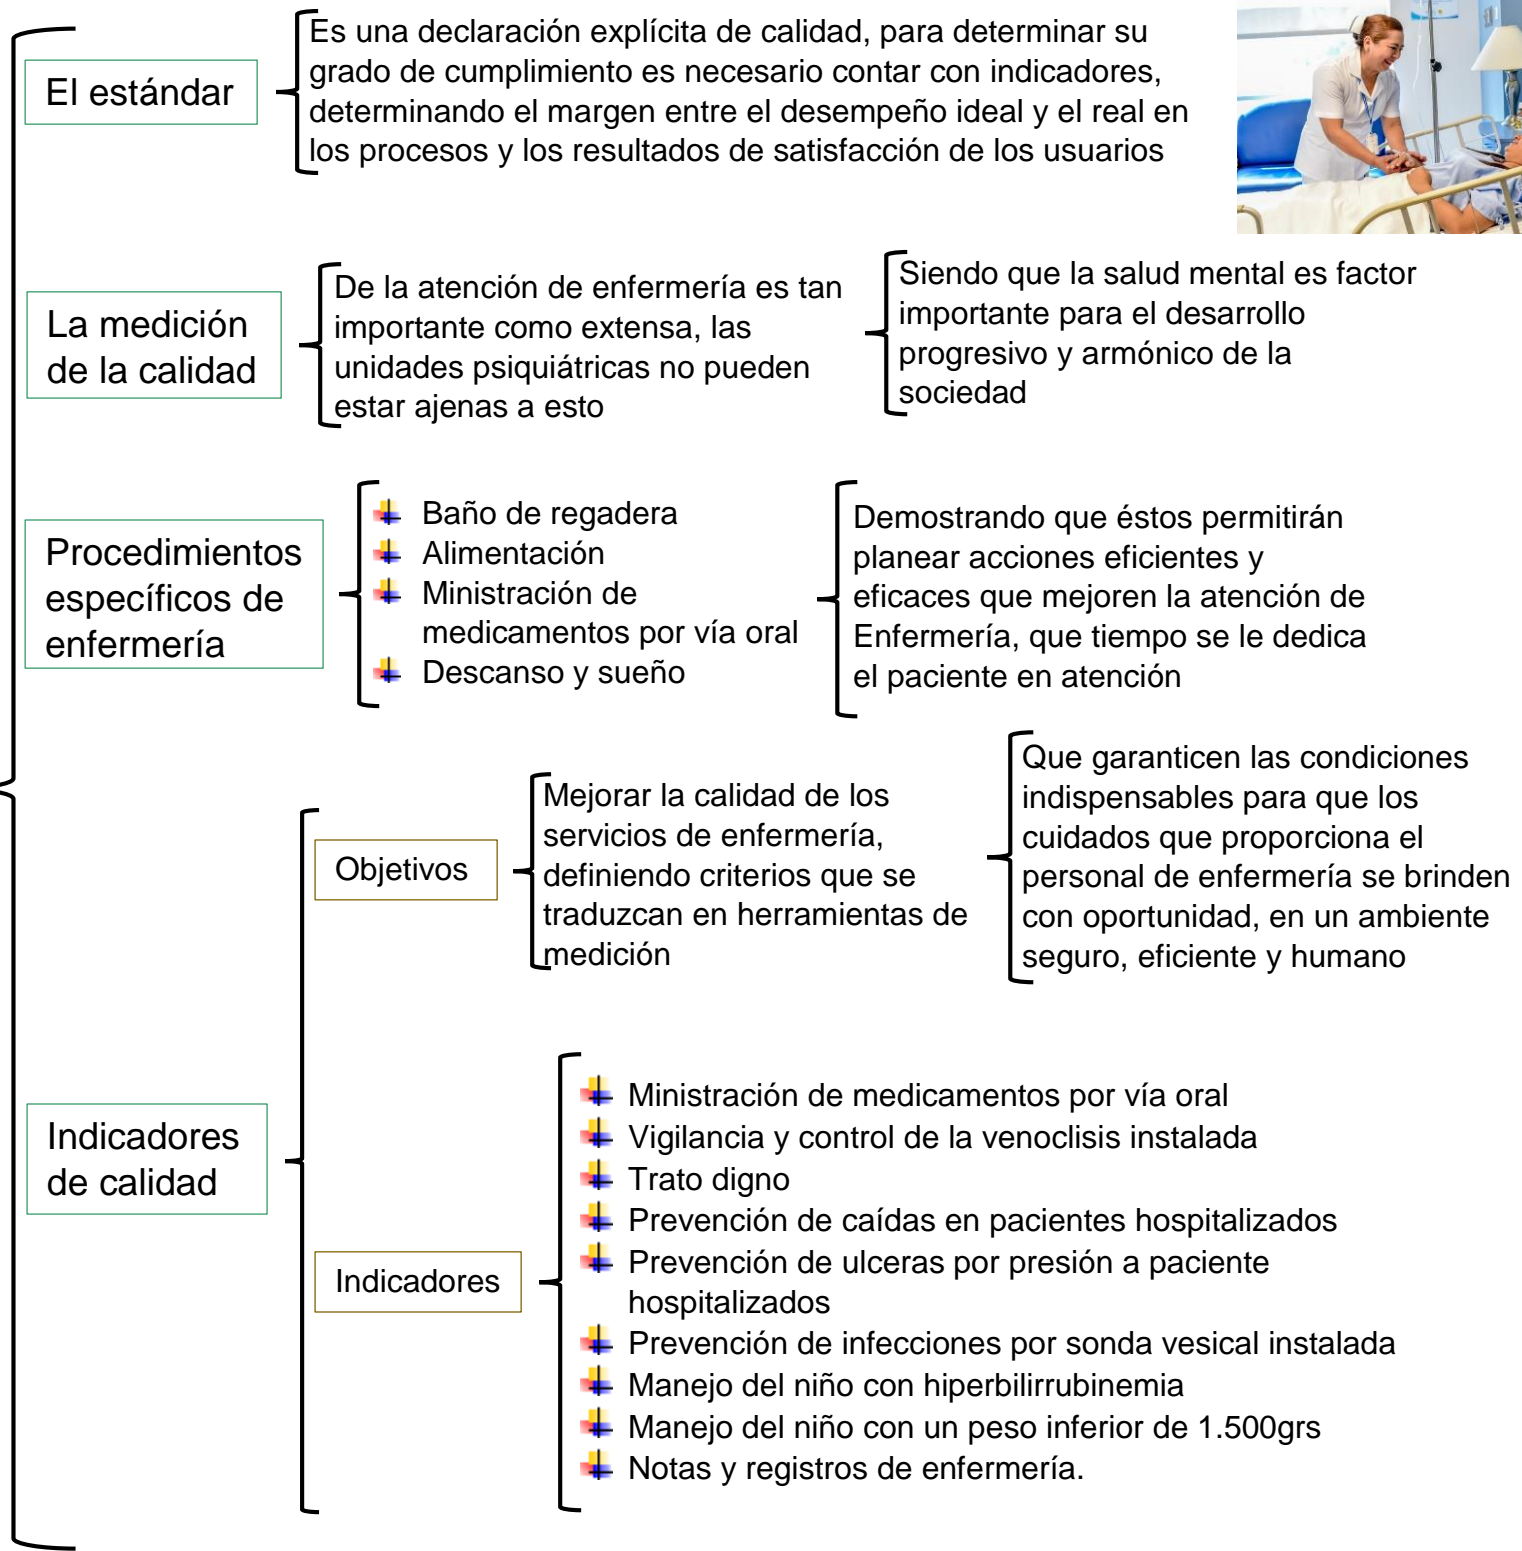 El estándar
Es una declaración explícita de calidad, para determinar su
grado de cumplimiento es necesario contar con indicadores,
determinando el margen entre el desempeño ideal y el real en
los procesos y los resultados de satisfacción de los usuarios
La medición
de la calidad
De la atención de enfermería es tan
importante como extensa, las
unidades psiquiátricas no pueden
estar ajenas a esto
Siendo que la salud mental es factor
importante para el desarrollo
progresivo y armónico de la
sociedad
Procedimientos
específicos de
enfermería
Baño de regadera
Alimentación
Ministración de
medicamentos por vía oral
Descanso y sueño
Demostrando que éstos permitirán
planear acciones eficientes y
eficaces que mejoren la atención de
Enfermería, que tiempo se le dedica
el paciente en atención
Indicadores
de calidad
Objetivos
Mejorar la calidad de los
servicios de enfermería,
definiendo criterios que se
traduzcan en herramientas de
medición
Que garanticen las condiciones
indispensables para que los
cuidados que proporciona el
personal de enfermería se brinden
con oportunidad, en un ambiente
seguro, eficiente y humano
Indicadores
Ministración de medicamentos por vía oral
Vigilancia y control de la venoclisis instalada
Trato digno
Prevención de caídas en pacientes hospitalizados
Prevención de ulceras por presión a paciente
hospitalizados
Prevención de infecciones por sonda vesical instalada
Manejo del niño con hiperbilirrubinemia
Manejo del niño con un peso inferior de 1.500grs
Notas y registros de enfermería.